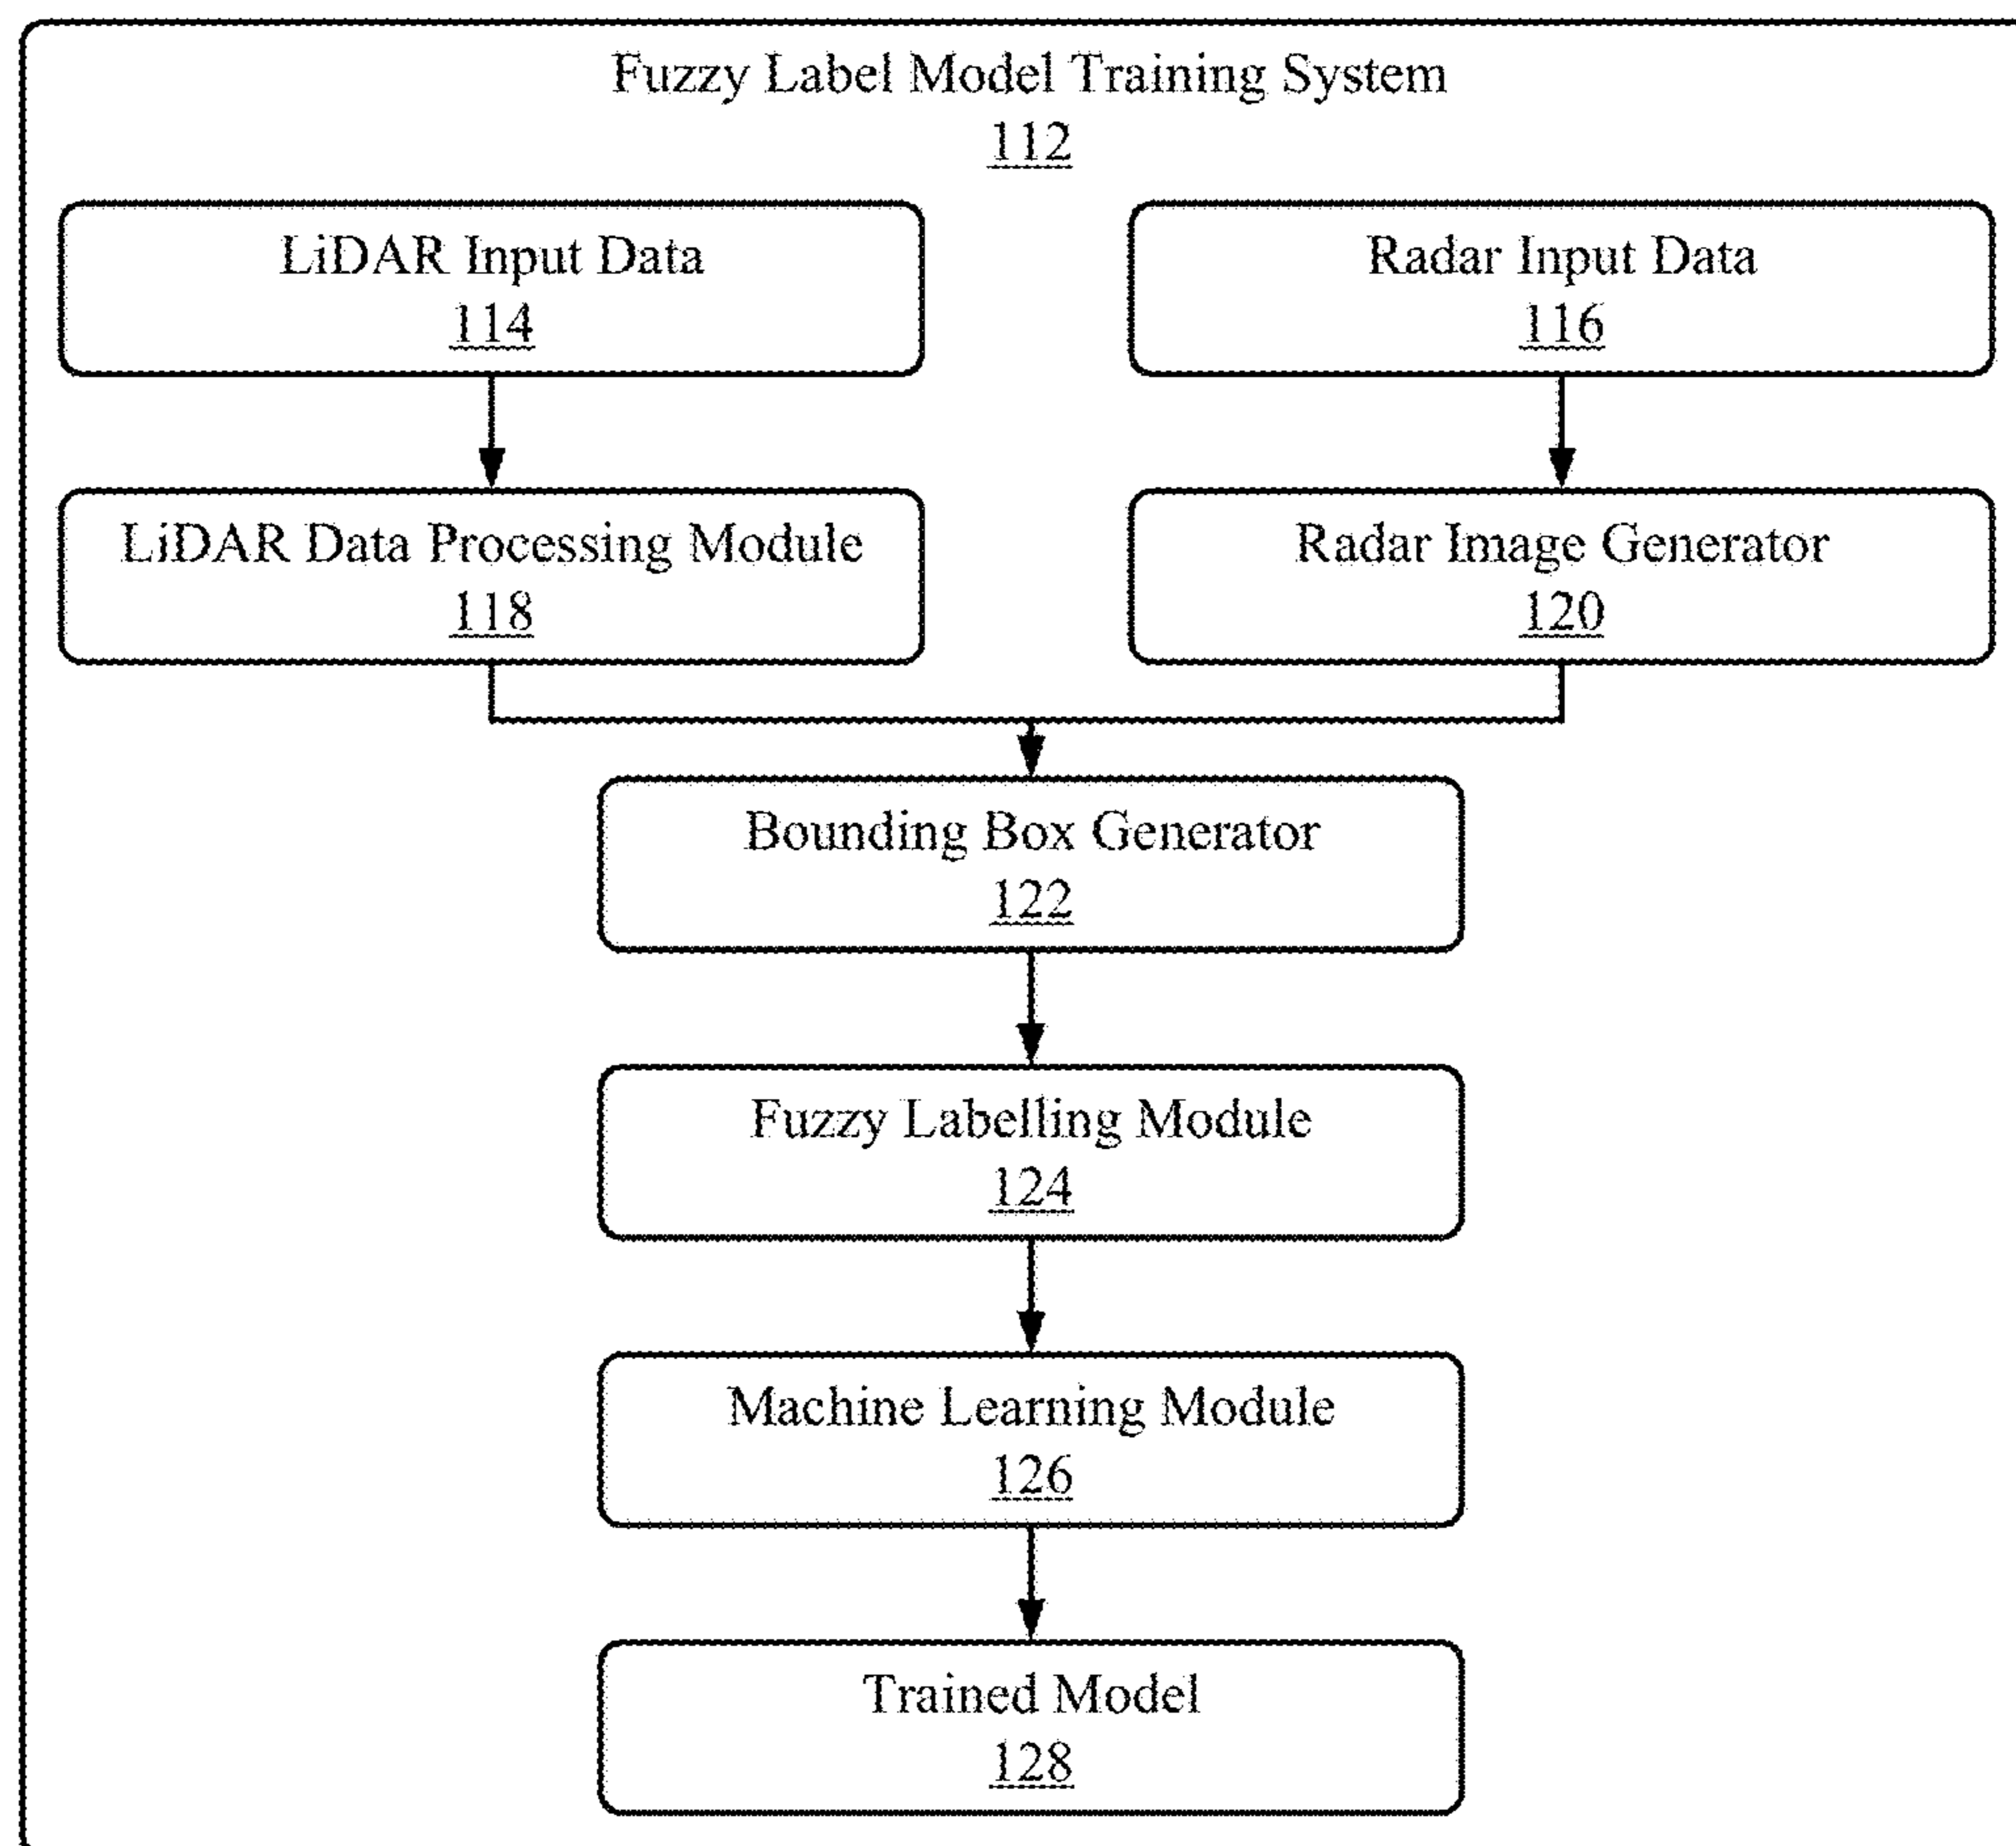 Fuzzy Label Model Training System
112
LiDAR Input Data
114
Radar Input Data
116
LiDAR Data Processing Module
118
Radar Image Generator
120
Bounding Box Generator
122
Fuzzy Labelling Module
124
Machine Learning Module
126
Trained Model
128